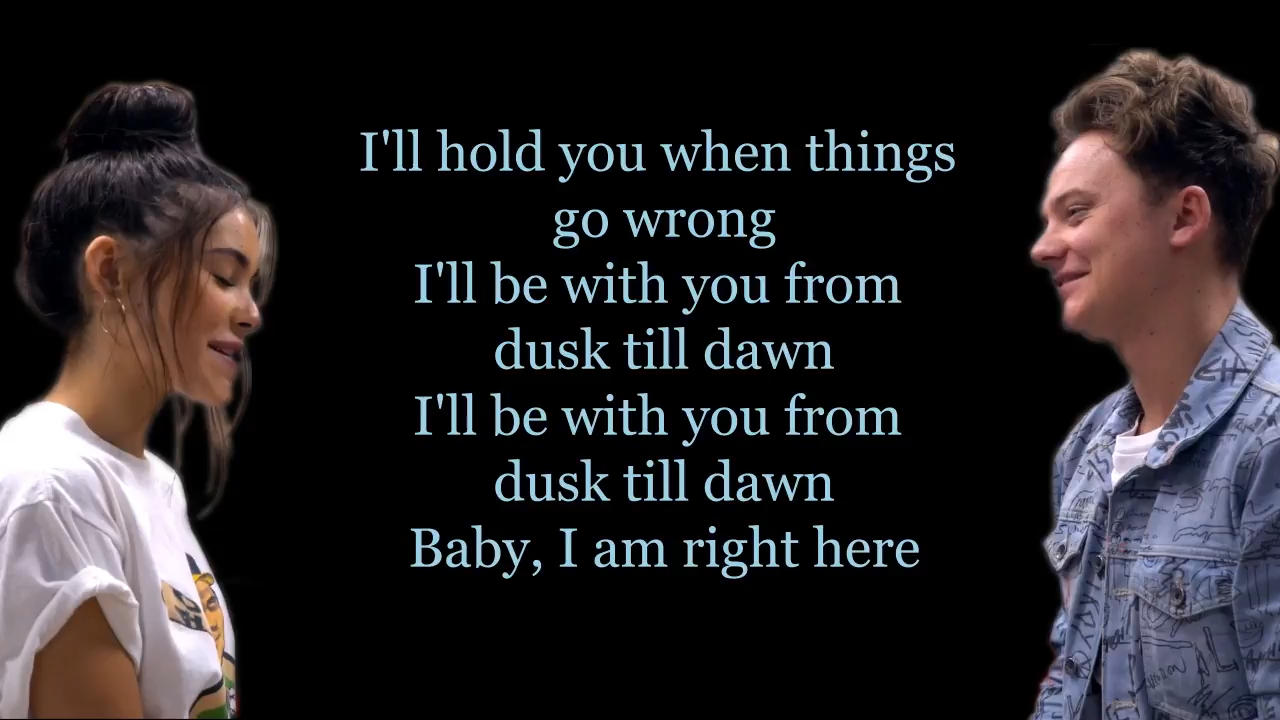 I'll hold you when things
go wrong
I'll be with you from
dusk till dawn
I'll be with you from
dusk till dawn
Baby, I am right here